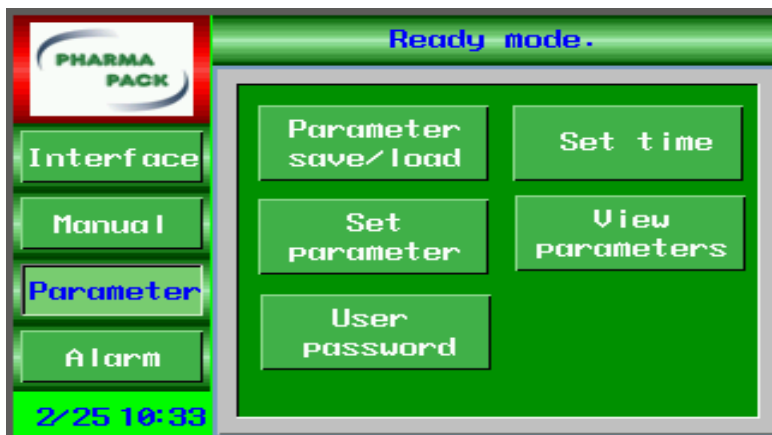 PHARMA
PACK
Ready mode.
Interface
Manual
Parameter
Alarm
2/25 10:33
Parameter
save/load
Set time
Set
parameter
View
parameters
User
password